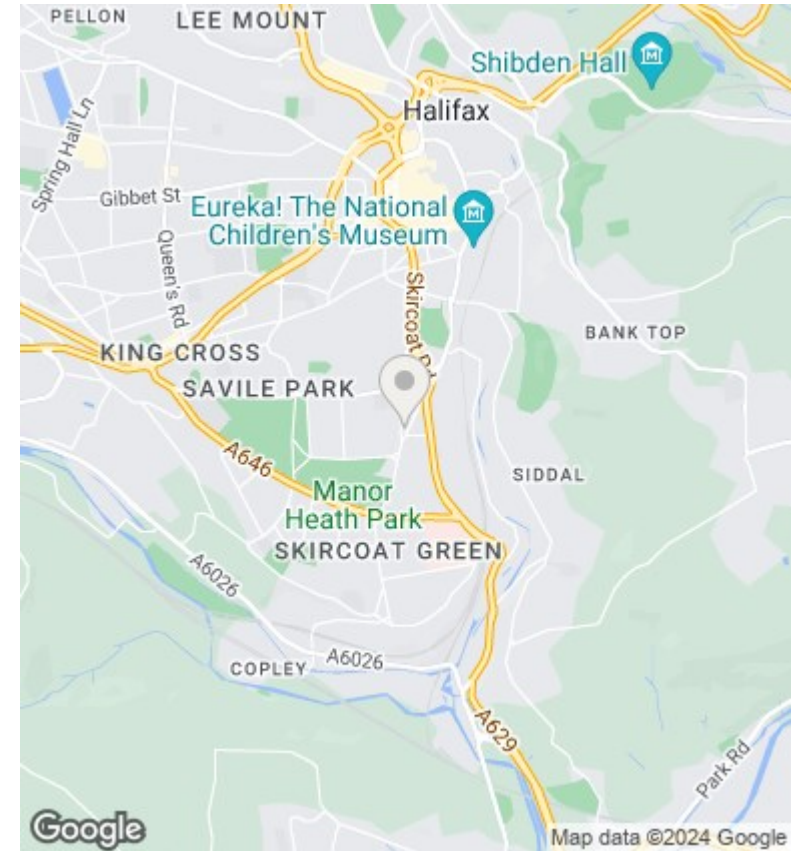 PELLON
LEE MOUNT
Shibden Hall
Halifax
Spring Hall Ln
Gibbet St
Eureka! The National
Children's Museum
Queen's Rd
Skircoat Rd
BANK TOP
KING CROSS
SAVILE PARK
A646
SIDDAL
Manor
Heath Park
SKIRCOAT GREEN
A6026
COPLEY
A6026
A629
Park Rd
Google
Map data ©2024 Google